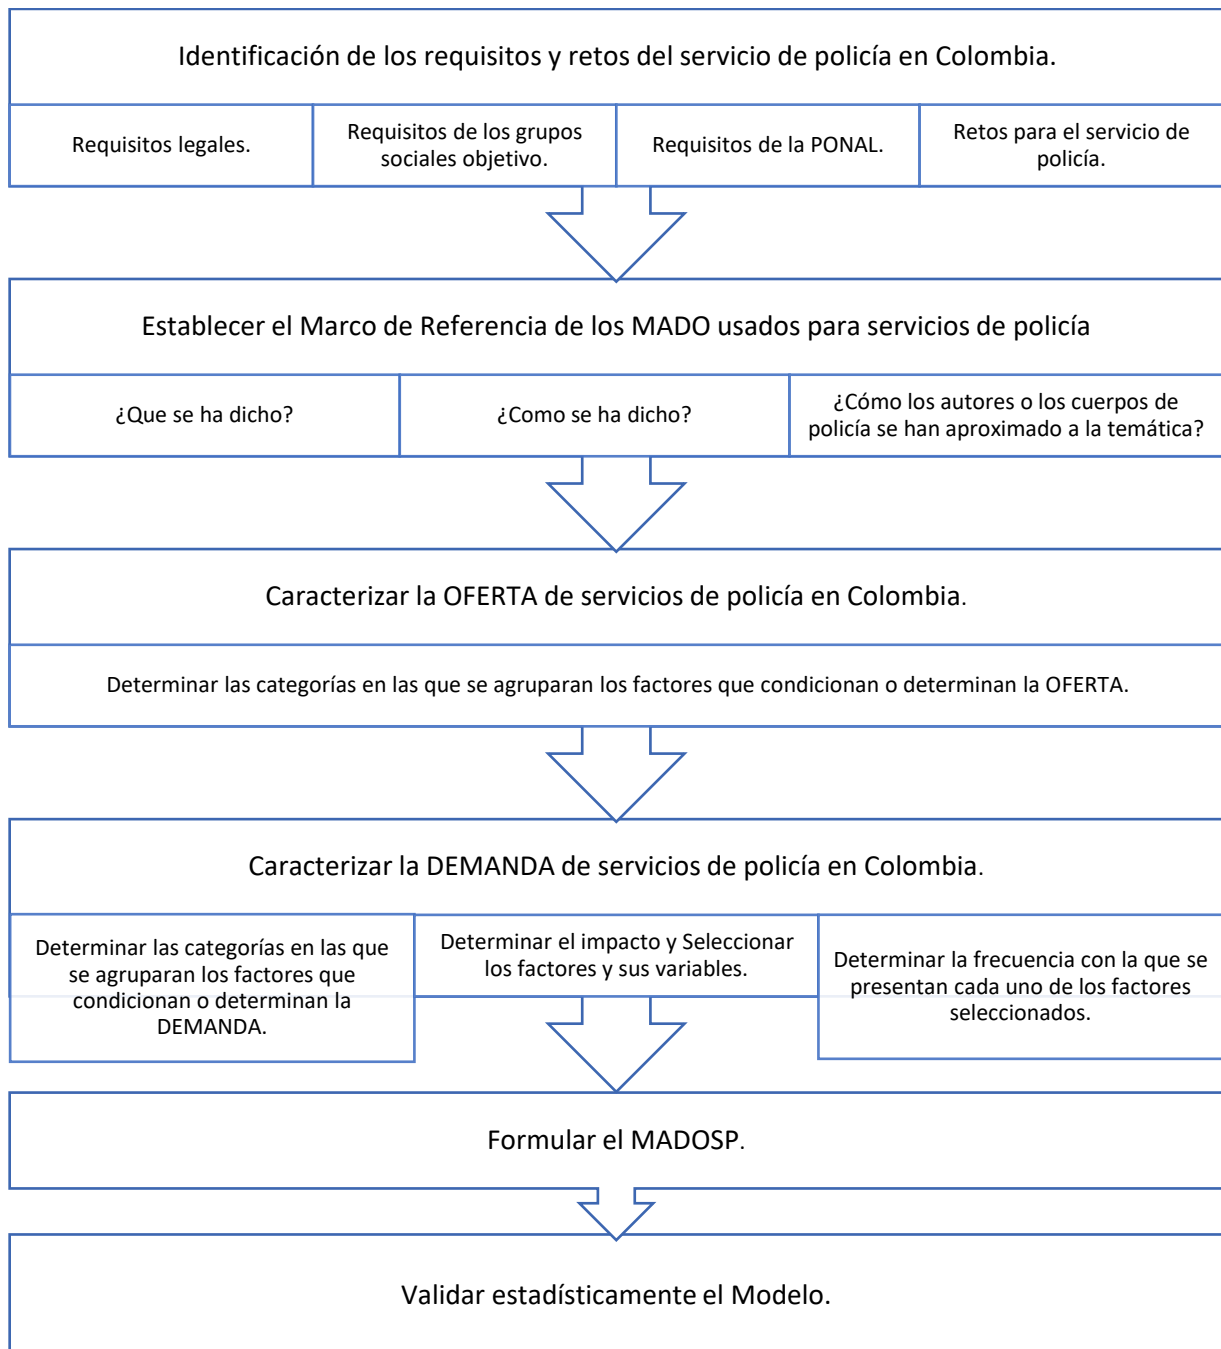 Identificación de los requisitos y retos del servicio de policía en Colombia.
Requisitos legales.
Requisitos de los grupos
sociales objetivo.
Requisitos de la PONAL.
Retos para el servicio de
policía.
Establecer el Marco de Referencia de los MADO usados para servicios de policía
¿Que se ha dicho?
¿Como se ha dicho?
¿Cómo los autores o los cuerpos de
policía se han aproximado a la temática?
Caracterizar la OFERTA de servicios de policía en Colombia.
Determinar las categorías en las que se agruparan los factores que condicionan o determinan la OFERTA.
Caracterizar la DEMANDA de servicios de policía en Colombia.
Determinar las categorías en las que
se agruparan los factores que
condicionan o determinan la
DEMANDA.
Determinar el impacto y Seleccionar
los factores y sus variables.
Determinar la frecuencia con la que se
presentan cada uno de los factores
seleccionados.
Formular el MADOSP.
Validar estadísticamente el Modelo.